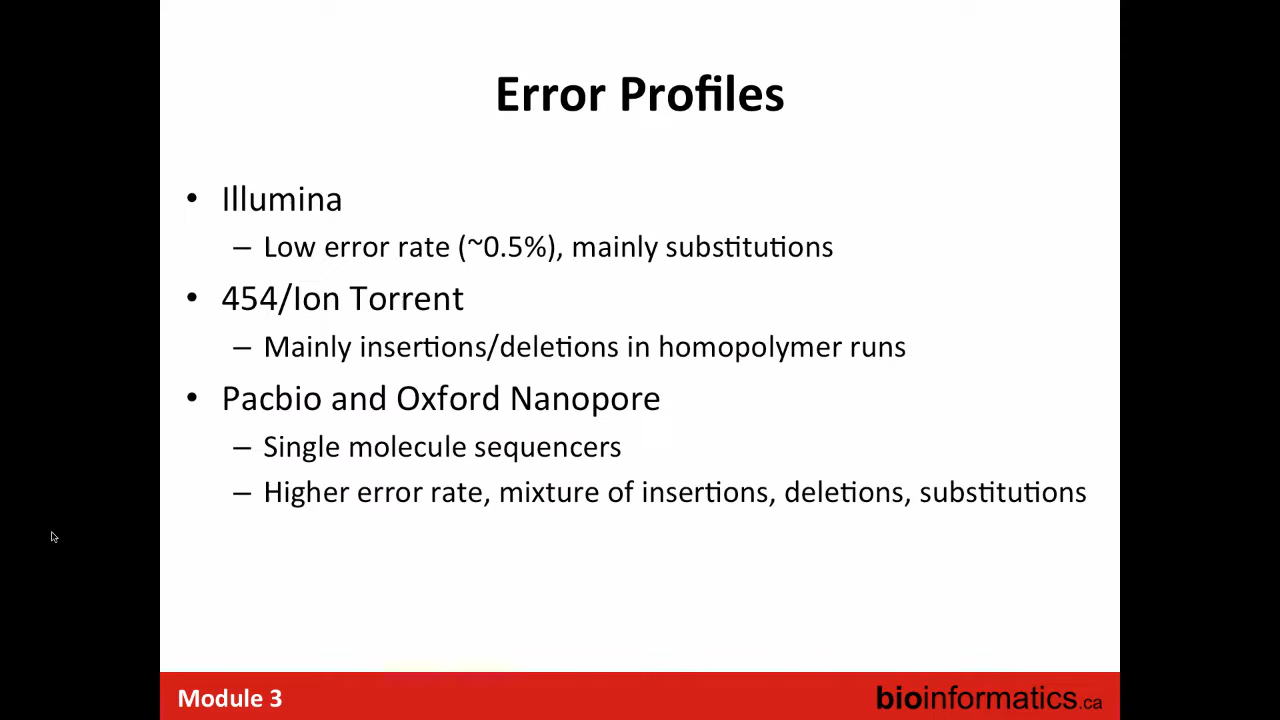 Error Profiles
• Illumina
– Low error rate (~0.5%), mainly substitutions
• 454/Ion Torrent
– Mainly insertions/deletions in homopolymer runs
• Pacbio and Oxford Nanopore
– Single molecule sequencers
– Higher error rate, mixture of insertions, deletions, substitutions
Module 3
bioinformatics.ca